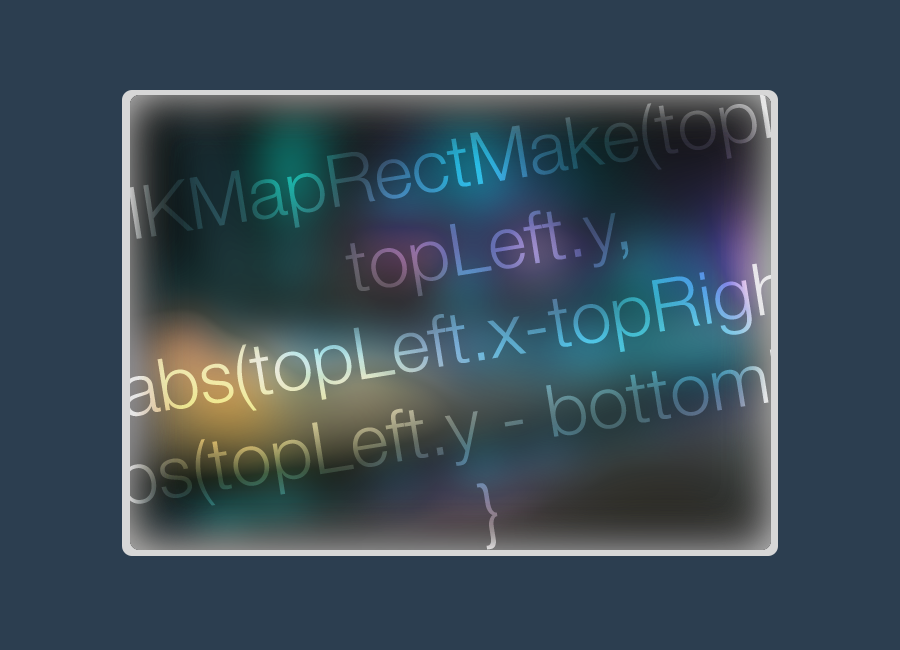 MKMapRectMake(topL
topLeft.y,
abs(topLeft.x-topRigh
bs(topLeft.y - bottom
}